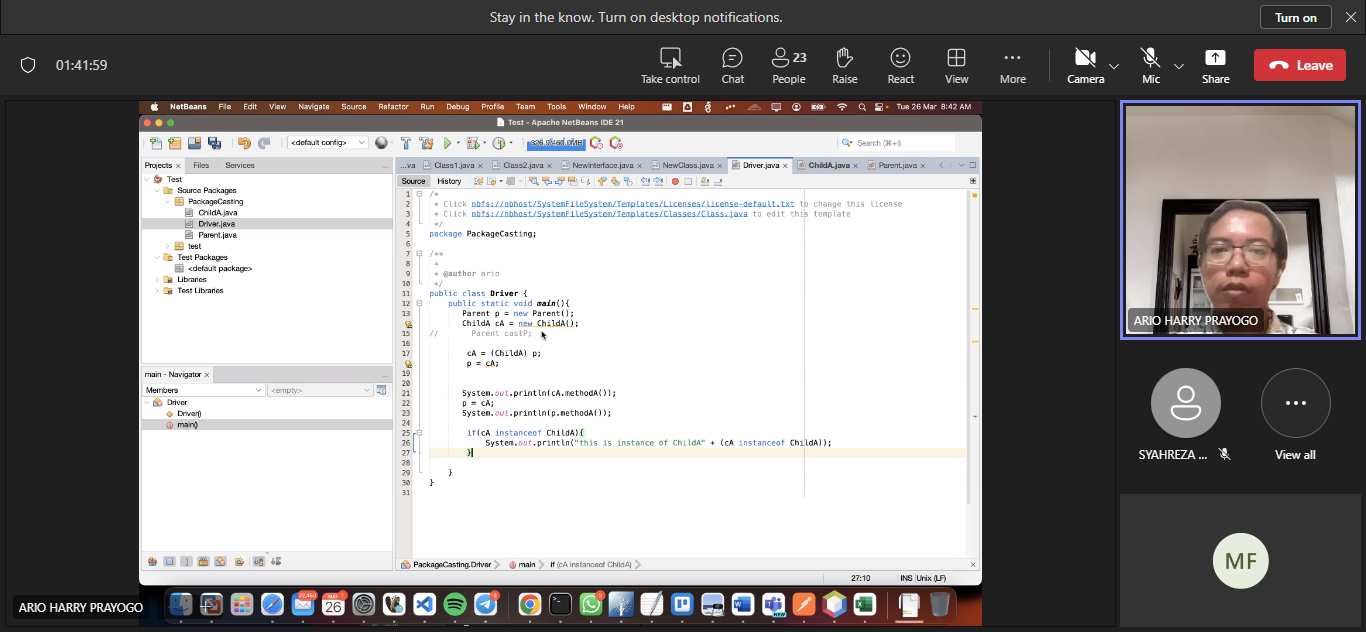 Stay in the know. Turn on desktop notifications.
Turn on
01:41:59
Take control
Chat
23
People
Raise
React
View
More
Camera
Mic
Share
Leave
NetBeans File Edit View Navigate Source Refactor Run Debug Profile Team Tools Window Help
Tue 26 Mar 8:42 AM
Test - Apache NetBeans IDE 21
<default config>
Search (⌘+I)
Projects
Files
Services
...va
Class1.java
Class2.java
NewInterface.java
NewClass.java
Driver.java
ChildA.java
Parent.java
Source
History
Test
Source Packages
PackageCasting
ChildA.java
Driver.java
Parent.java
test
Test Packages
<default package>
Libraries
Test Libraries
main - Navigator
Members
<empty>
Driver
Driver()
main()
1 /*
2 * Click nbfs://nbhost/SystemFileSystem/Templates/Licenses/license-default.txt to change this license
3 * Click nbfs://nbhost/SystemFileSystem/Templates/Classes/Class.java to edit this template
4 */
5 package PackageCasting;
6
7 /**
8 *
9 * @author ario
10 */
11 public class Driver {
12 public static void main(){
13 Parent p = new Parent();
ChildA cA = new ChildA();
15 // Parent castP;
16
17 cA = (ChildA) p;
p = cA;
19
20
21 System.out.println(cA.methodA());
22 p = cA;
23 System.out.println(p.methodA());
24
25 if(cA instanceof ChildA){
26 System.out.println("this is instance of ChildA" + (cA instanceof ChildA));
27 }
28
29 }
30 }
31
PackageCasting.Driver
main
if (cA instanceof ChildA)
27:10
INS
Unix (LF)
26
ARIO HARRY PRAYOGO
ARIO HARRY PRAYOGO
SYAHREZA ...
View all
MF